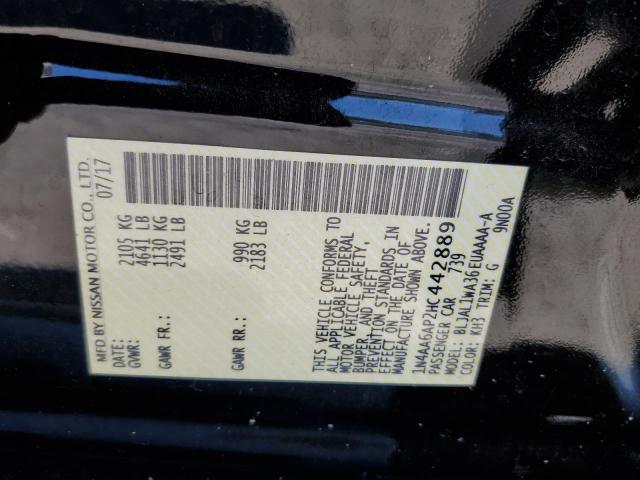 MFD BY NISSAN MOTOR CO., LTD.
DATE: 07/17
GVWR: 2105 KG
4641 LB
GAWR FR: 1130 KG
2491 LB
GAWR RR: 990 KG
2183 LB
THIS VEHICLE CONFORMS TO
ALL APPLICABLE FEDERAL
MOTOR VEHICLE SAFETY,
BUMPER, AND THEFT
PREVENTION STANDARDS IN
EFFECT ON THE DATE OF
MANUFACTURE SHOWN ABOVE.
1N4AA6AP2HC442889
PASSENGER CAR 739
MODEL: BLJALIWA36EUAAAAA-A
COLOR: KH3 TRIM: G 9N00A